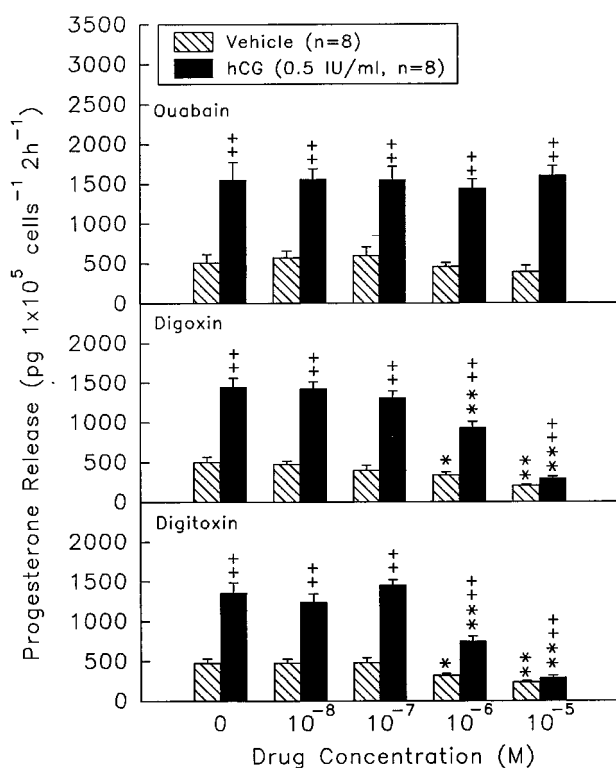 3500
Vehicle (n=8)
3000
hCG (0.5 IU/ml, n=8)
2500
Ouabain
2000
++ ++ ++ ++ ++
1500
1000
500
0
Digoxin
2000
++ ++ ++ ++** ++**
1500
1000
500
* **
0
Digitoxin
2000
++ ++ ++ ++** ++**
1500
1000
500
* **
0
0 10⁻⁸ 10⁻⁷ 10⁻⁶ 10⁻⁵
Drug Concentration (M)
Progesterone Release (pg 1x10⁵ cells⁻¹ 2h⁻¹)